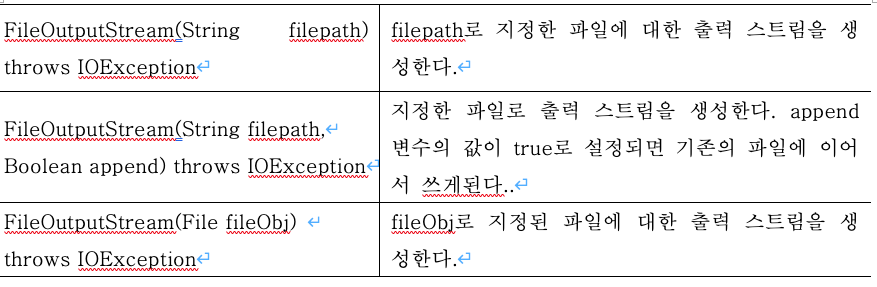 FileOutputStream(String filepath)
throws IOException
filepath로 지정한 파일에 대한 출력 스트림을 생
성한다.
FileOutputStream(String filepath,
Boolean append) throws IOException
지정한 파일로 출력 스트림을 생성한다. append
변수의 값이 true로 설정되면 기존의 파일에 이어
서 쓰게된다..
FileOutputStream(File fileObj)
throws IOException
fileObj로 지정된 파일에 대한 출력 스트림을 생
성한다.